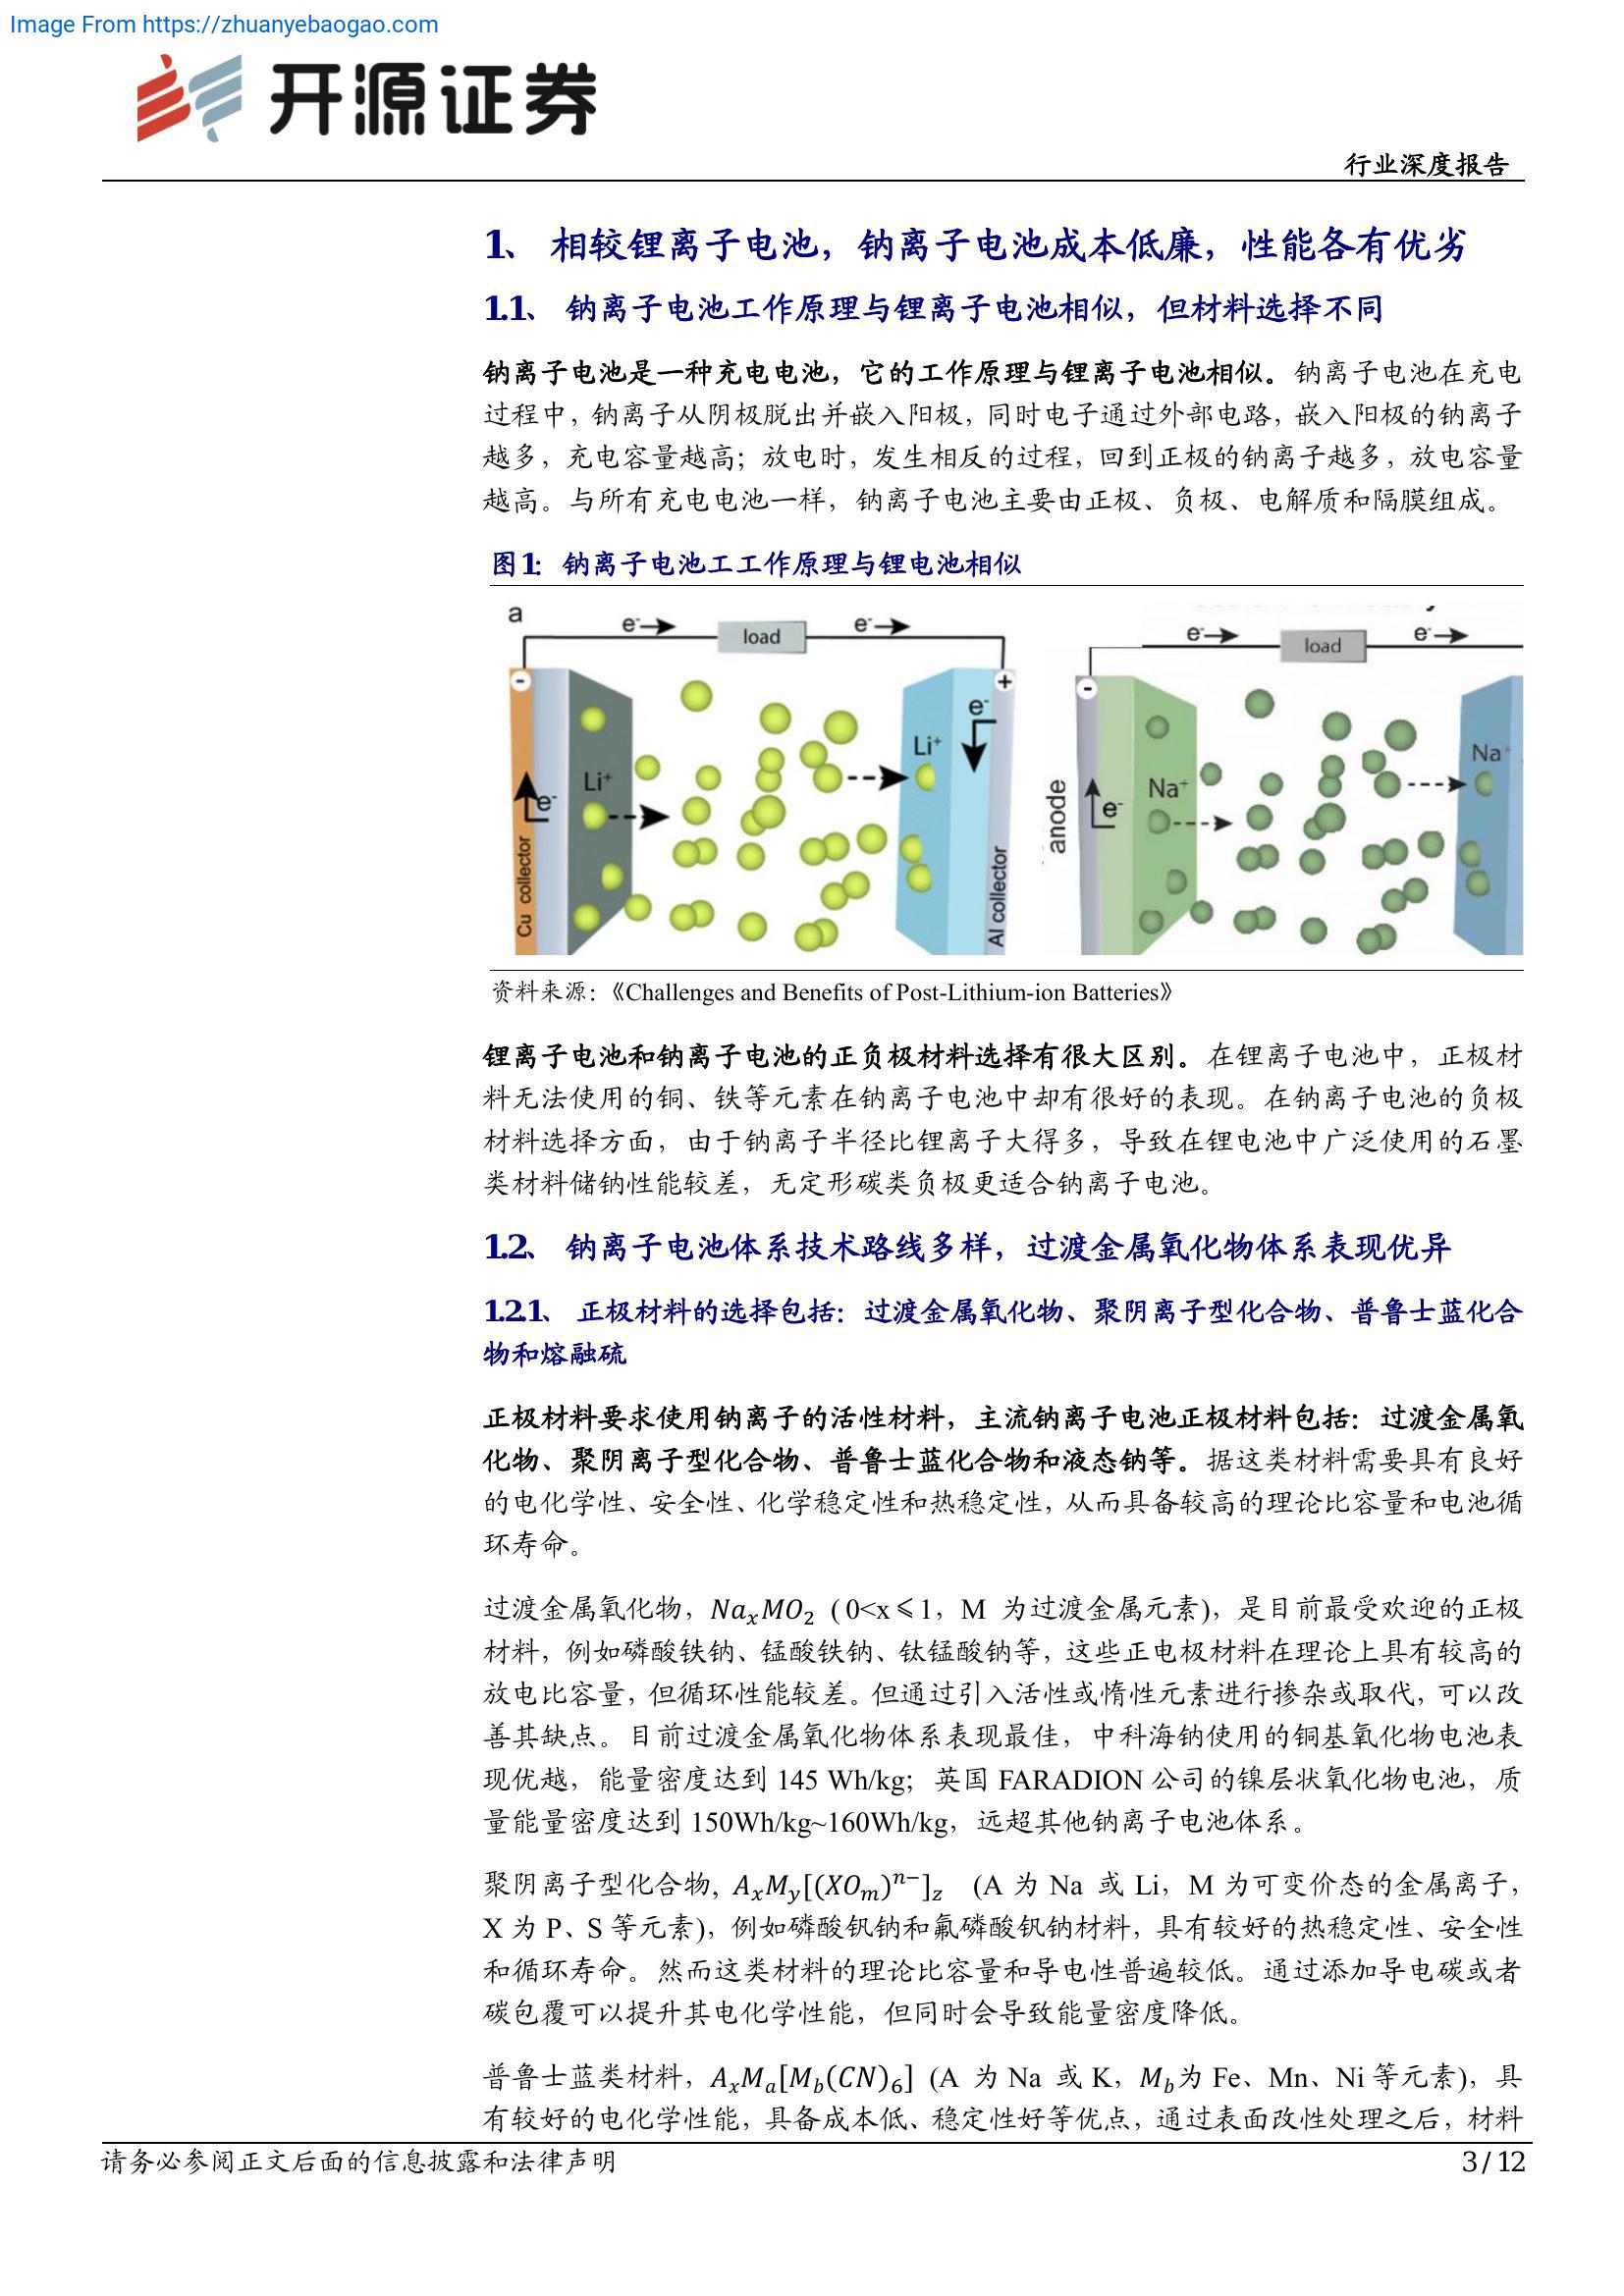 Image From https://zhuanyebaogao.com
开源证券
行业深度报告
1、 相较锂离子电池，钠离子电池成本低廉，性能各有优劣
1.1、 钠离子电池工作原理与锂离子电池相似，但材料选择不同
钠离子电池是一种充电电池，它的工作原理与锂离子电池相似。钠离子电池在充电
过程中，钠离子从阴极脱出并嵌入阳极，同时电子通过外部电路，嵌入阳极的钠离子
越多，充电容量越高；放电时，发生相反的过程，回到正极的钠离子越多，放电容量
越高。与所有充电电池一样，钠离子电池主要由正极、负极、电解质和隔膜组成。
图1： 钠离子电池工工作原理与锂电池相似
a
e⁻ load e⁻
e⁻ load e⁻
- +
-
Li⁺ e⁻ Li⁺ e⁻
Cu collector
Al collector
anode
e⁻ Na⁺ Na⁺
资料来源：《Challenges and Benefits of Post-Lithium-ion Batteries》
锂离子电池和钠离子电池的正负极材料选择有很大区别。在锂离子电池中，正极材
料无法使用的铜、铁等元素在钠离子电池中却有很好的表现。在钠离子电池的负极
材料选择方面，由于钠离子半径比锂离子大得多，导致在锂电池中广泛使用的石墨
类材料储钠性能较差，无定形碳类负极更适合钠离子电池。
1.2、 钠离子电池体系技术路线多样，过渡金属氧化物体系表现优异
1.2.1、 正极材料的选择包括：过渡金属氧化物、聚阴离子型化合物、普鲁士蓝化合
物和熔融硫
正极材料要求使用钠离子的活性材料，主流钠离子电池正极材料包括：过渡金属氧
化物、聚阴离子型化合物、普鲁士蓝化合物和液态钠等。据这类材料需要具有良好
的电化学性、安全性、化学稳定性和热稳定性，从而具备较高的理论比容量和电池循
环寿命。
过渡金属氧化物，NaₓMO₂（0<x≤1，M 为过渡金属元素），是目前最受欢迎的正极
材料，例如磷酸铁钠、锰酸铁钠、钛锰酸钠等，这些正电极材料在理论上具有较高的
放电比容量，但循环性能较差。但通过引入活性或惰性元素进行掺杂或取代，可以改
善其缺点。目前过渡金属氧化物体系表现最佳，中科海钠使用的铜基氧化物电池表
现优越，能量密度达到 145 Wh/kg；英国 FARADION 公司的镍层状氧化物电池，质
量能量密度达到 150Wh/kg~160Wh/kg，远超其他钠离子电池体系。
聚阴离子型化合物, AₓM_y[(XOₘ)ⁿ⁻]_z (A 为 Na 或 Li，M 为可变价态的金属离子，
X 为 P、S 等元素)，例如磷酸钒钠和氟磷酸钒钠材料，具有较好的热稳定性、安全性
和循环寿命。然而这类材料的理论比容量和导电性普遍较低。通过添加导电碳或者
碳包覆可以提升其电化学性能，但同时会导致能量密度降低。
普鲁士蓝类材料，AₓMₐ[M_b(CN)₆] (A 为 Na 或 K，M_b为 Fe、Mn、Ni 等元素)，具
有较好的电化学性能，具备成本低、稳定性好等优点，通过表面改性处理之后，材料
请务必参阅正文后面的信息披露和法律声明
3 / 12